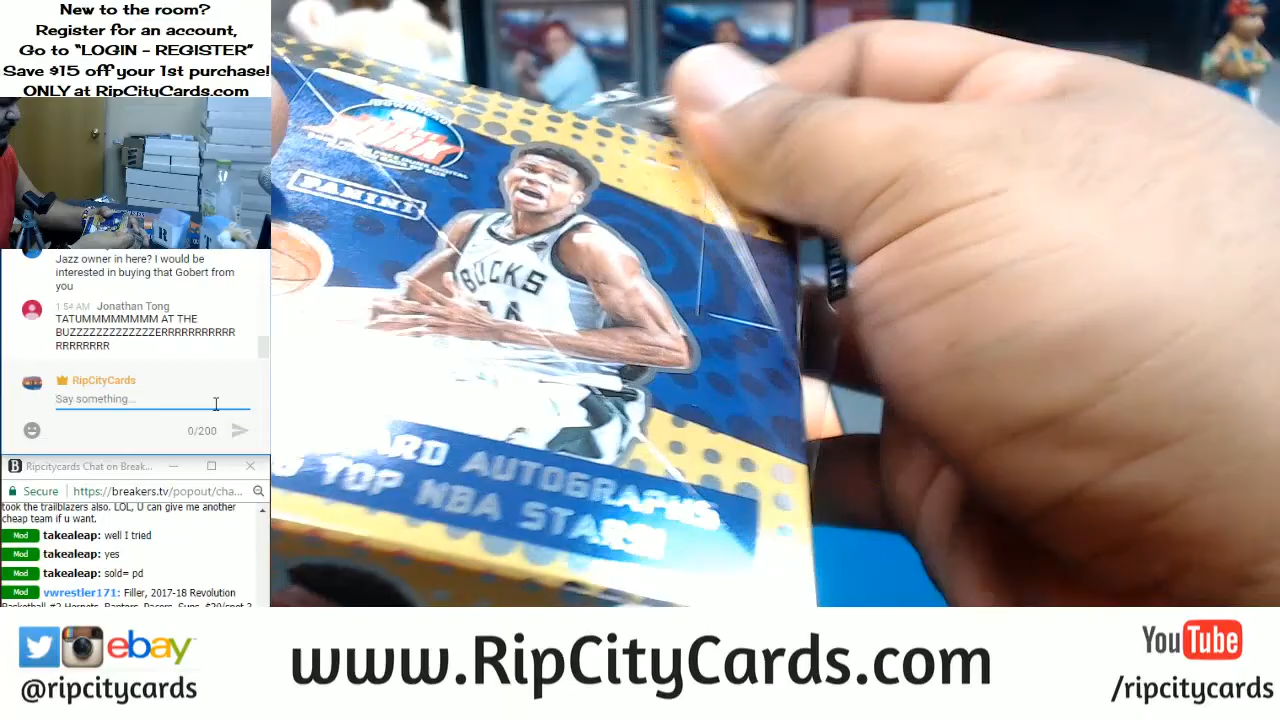 New to the room?
Register for an account,
Go to “LOGIN - REGISTER”
Save $15 off your 1st purchase!
ONLY at RipCityCards.com
Jazz owner in here? I would be
interested in buying that Gobert from
you
1:54 AM Jonathan Tong
TATUMMMMMMMM AT THE
BUZZZZZZZZZZZZZERRRRRRRRRRR
RRRRRRRRR
RipCityCards
Say something...
0/200
Ripcitycards Chat on Break...
Secure https://breakers.tv/popout/cha...
took the trailblazers also. LOL, U can give me another
cheap team if u want.
Mod takealeap: well I tried
Mod takealeap: yes
Mod takealeap: sold= pd
Mod vwrestler171: Filler, 2017-18 Revolution
Basketball #2 Hornets, Raptors, Pacers, Suns, $20/spot 3
PANINI
BUCKS
AUTOGRAPHS
TOP NBA STARS!
ebay
@ripcitycards
www.RipCityCards.com
YouTube
/ripcitycards